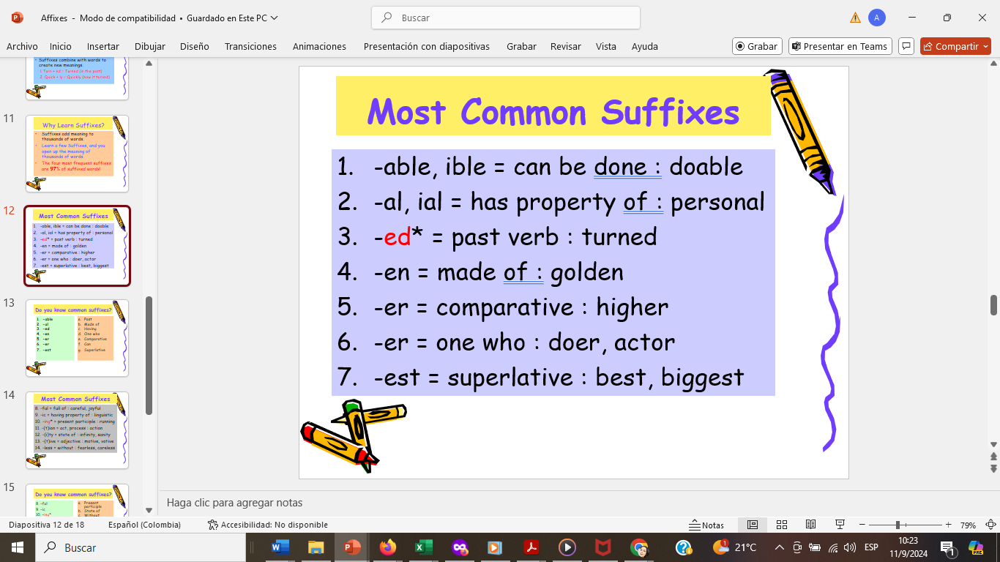 Affixes - Modo de compatibilidad • Guardado en Este PC
Buscar
A
Archivo Inicio Insertar Dibujar Diseño Transiciones Animaciones Presentación con diapositivas Grabar Revisar Vista Ayuda
Grabar
Presentar en Teams
Compartir
• Suffixes combine with words to create new meanings.
1. Turn + ed = Turned (in the past)
2. Quick + ly = Quickly (how it turned)
11
Why Learn Suffixes?
• Suffixes add meaning to
thousands of words.
• Learn a few Suffixes, and you
open up the meaning of
thousands of words.
• The four most frequent suffixes
are 97% of suffixed words!
12
Most Common Suffixes
1. -able, ible = can be done : doable
2. -al, ial = has property of : personal
3. -ed* = past verb : turned
4. -en = made of : golden
5. -er = comparative : higher
6. -er = one who : doer, actor
7. -est = superlative : best, biggest
13
Do you know common suffixes?
1. -able
2. -al
3. -ed
4. -en
5. -er
6. -er
7. -est
a. Past
b. Made of
c. Having
d. One who
e. Comparative
f. Can
g. Superlative
14
Most Common Suffixes
8. -ful = full of : careful, joyful
9. -ic = having property of : linguistic
10. -ing* = present participle : running
11. -(t)ion = act, process : action
12. -(i)ty = state of : infinity, sanity
13. -(t)ive = adjective : motive, votive
14. -less = without : fearless, careless
15
Do you know common suffixes?
8. -ful
9. -ic
10. -ing*
a. Present
participle
b. State of
c. Without
Most Common Suffixes
1. -able, ible = can be done : doable
2. -al, ial = has property of : personal
3. -ed* = past verb : turned
4. -en = made of : golden
5. -er = comparative : higher
6. -er = one who : doer, actor
7. -est = superlative : best, biggest
Haga clic para agregar notas
Diapositiva 12 de 18
Español (Colombia)
Accesibilidad: No disponible
Notas
79%
Buscar
21°C
ESP
10:23
11/9/2024
1
PRE